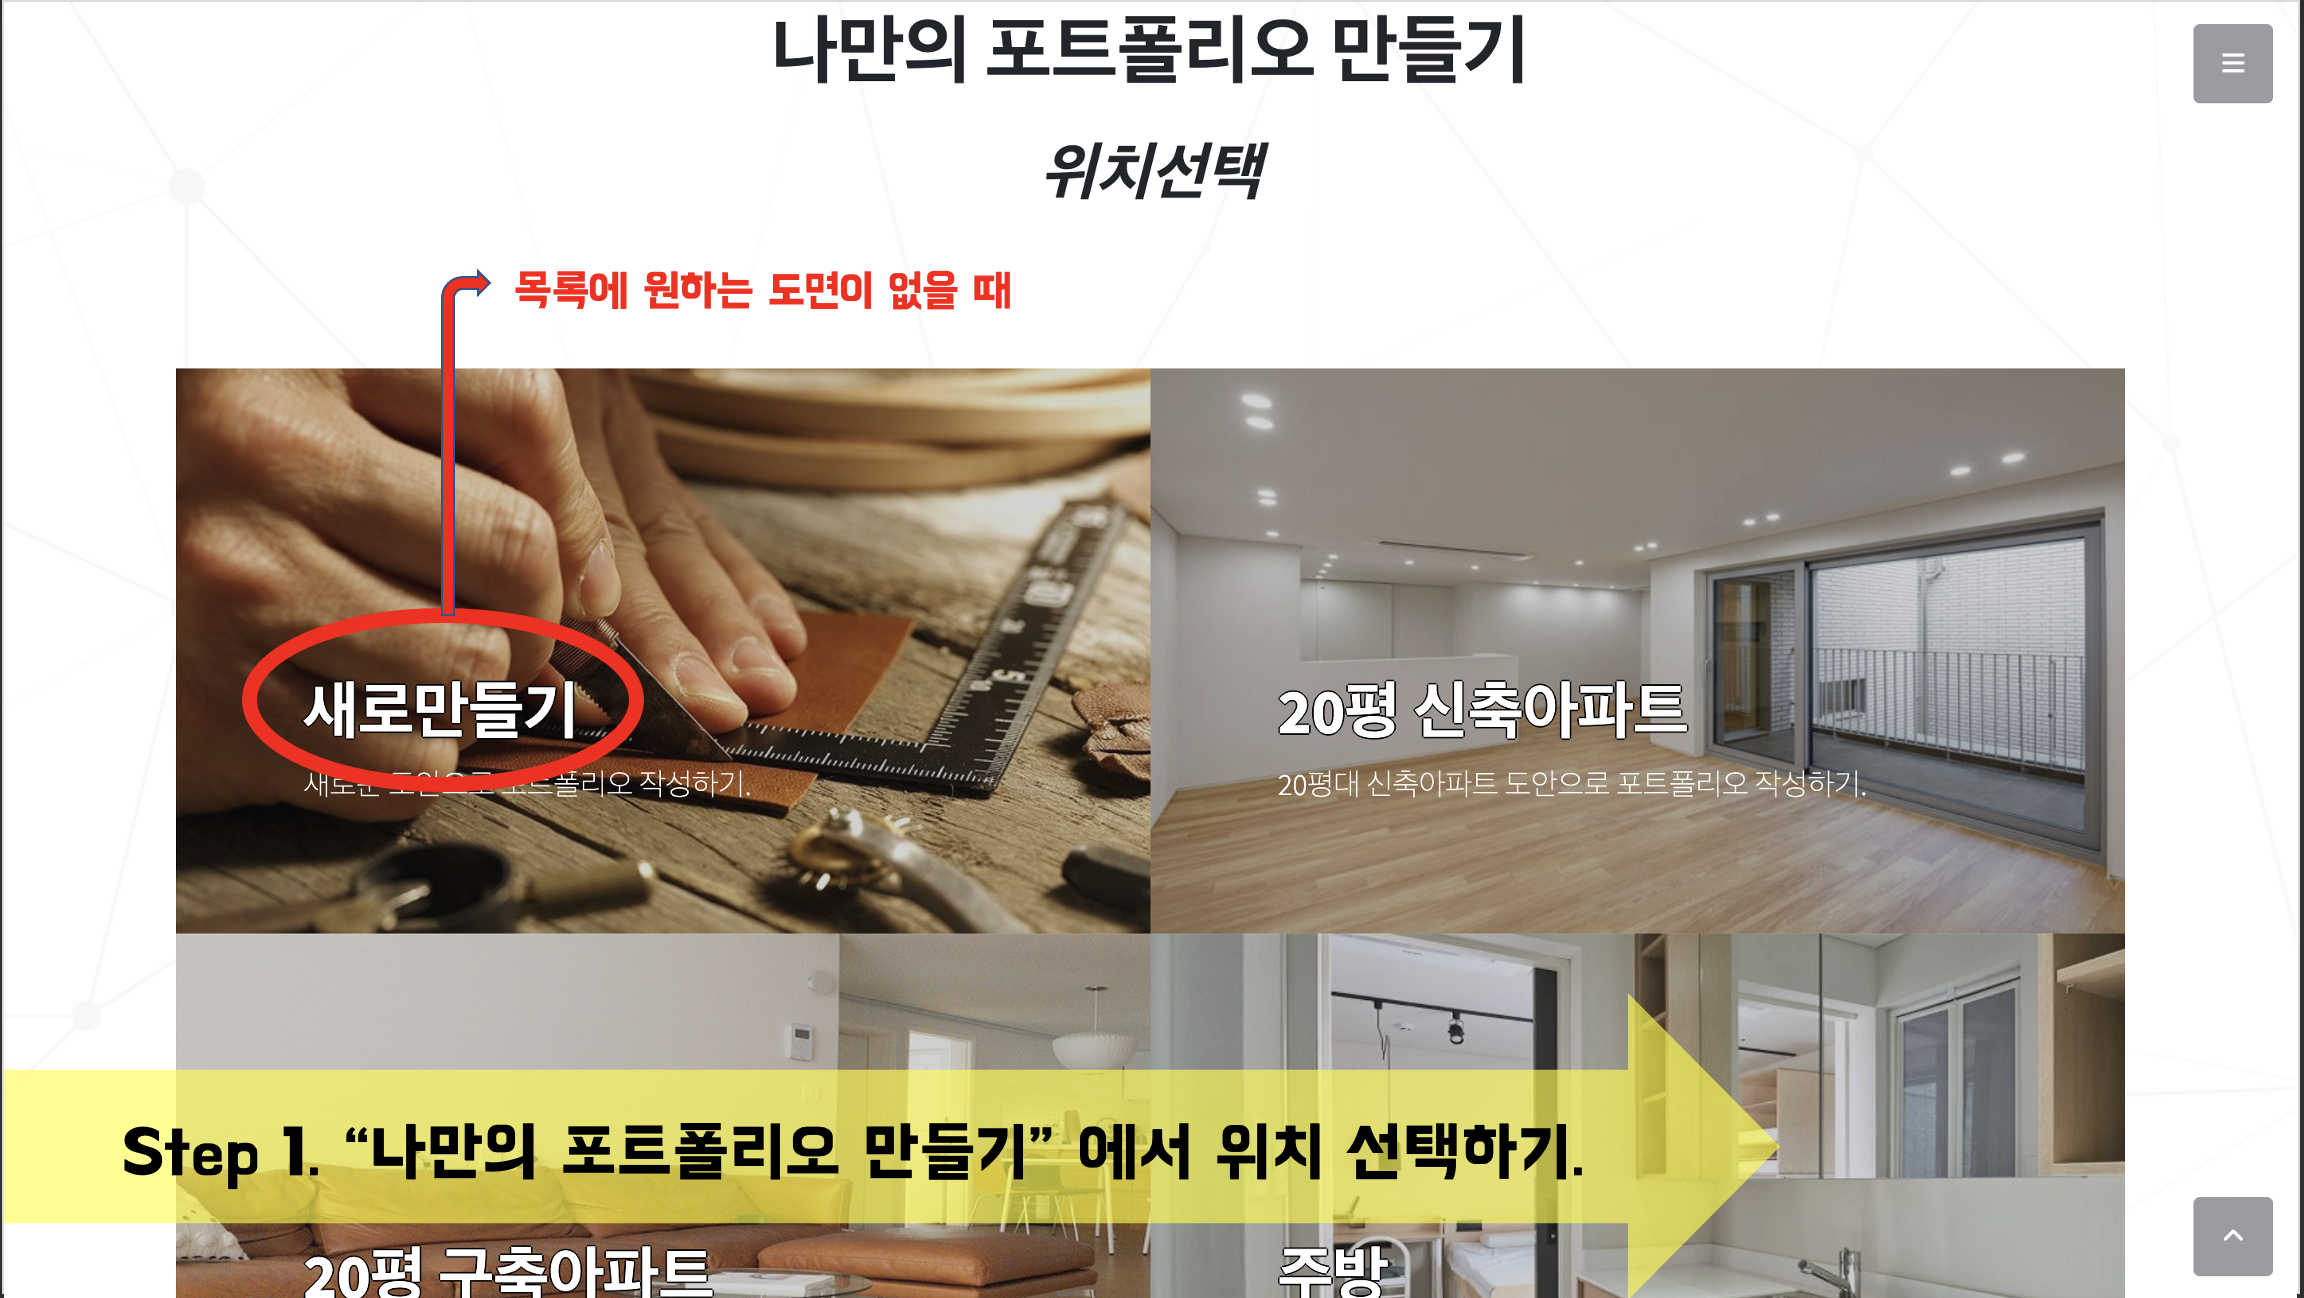 나만의 포트폴리오 만들기
위치선택
목록에 원하는 도면이 없을 때
새로만들기
새로운 도안으로 포트폴리오 작성하기.
20평 신축아파트
20평대 신축아파트 도안으로 포트폴리오 작성하기.
Step 1. “나만의 포트폴리오 만들기” 에서 위치 선택하기.
20평 구축아파트
주방